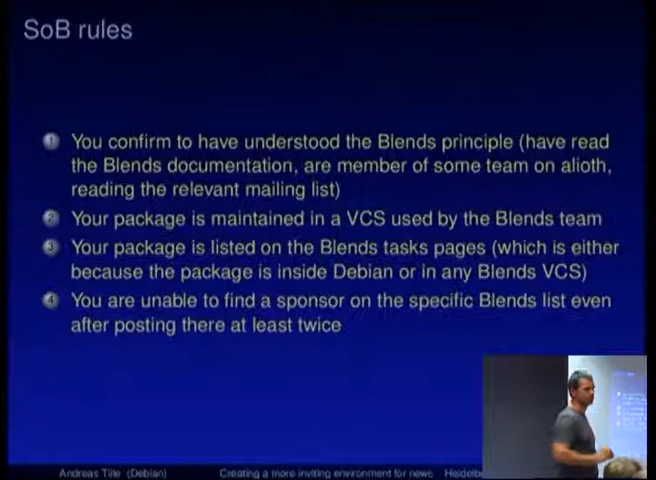 SoB rules
1 You confirm to have understood the Blends principle (have read
the Blends documentation, are member of some team on alioth,
reading the relevant mailing list)
2 Your package is maintained in a VCS used by the Blends team
3 Your package is listed on the Blends tasks pages (which is either
because the package is inside Debian or in any Blends VCS)
4 You are unable to find a sponsor on the specific Blends list even
after posting there at least twice
Andreas Tille (Debian) Creating a more inviting environment for newc Heidelbe